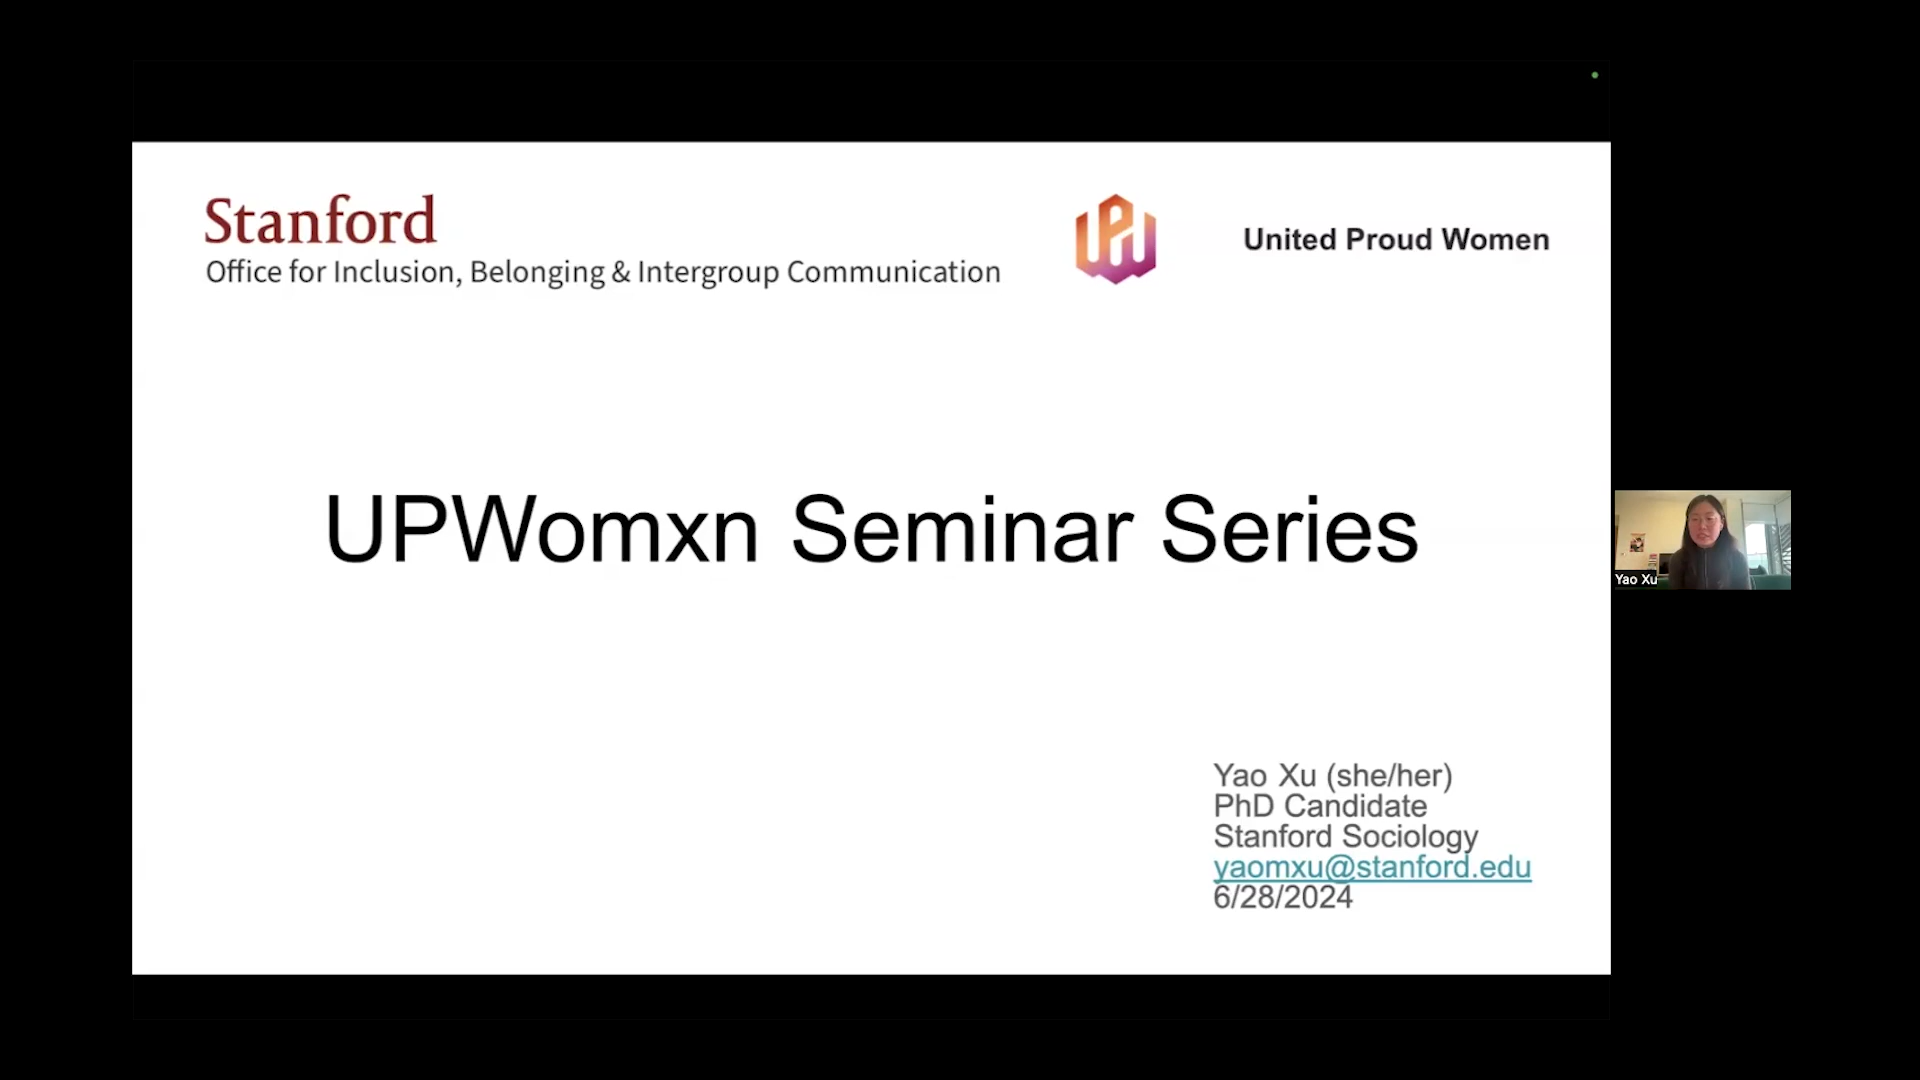 Stanford
Office for Inclusion, Belonging & Intergroup Communication
UPW
United Proud Women
UPWomxn Seminar Series
Yao Xu
Yao Xu (she/her)
PhD Candidate
Stanford Sociology
yaomxu@stanford.edu
6/28/2024